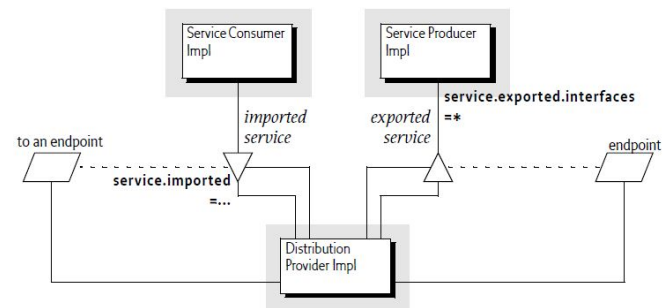 Service Consumer
Impl
Service Producer
Impl
service.exported.interfaces
=*
imported
service
exported
service
to an endpoint
endpoint
service.imported
=...
Distribution
Provider Impl